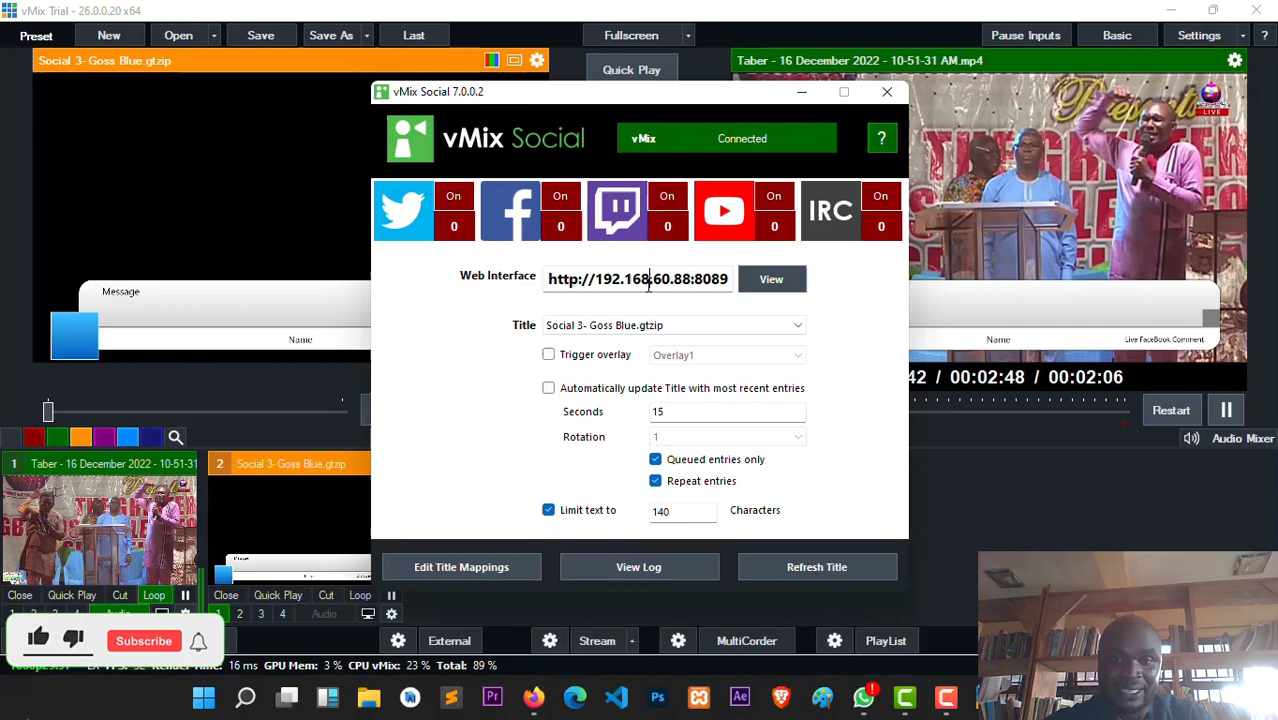 vMix Trial - 26.0.0.20 x64
Preset
New
Open
Save
Save As
Last
Fullscreen
Pause Inputs
Basic
Settings
?
Social 3- Goss Blue.gtzip
Quick Play
Taber - 16 December 2022 - 10-51-31 AM.mp4
vMix Social 7.0.0.2
vMix Social
vMix
Connected
?
LIVE
On
0
On
0
On
0
On
0
IRC
On
0
Web Interface
http://192.168.60.88:8089
View
Message
Name
Title
Social 3- Goss Blue.gtzip
Trigger overlay
Overlay1
Name
Live FaceBook Comment
42 / 00:02:48 / 00:02:06
Automatically update Title with most recent entries
Seconds
15
Restart
Rotation
1
Audio Mixer
Queued entries only
Repeat entries
1
Taber - 16 December 2022 - 10-51-31
2
Social 3- Goss Blue.gtzip
Limit text to
140
Characters
Edit Title Mappings
View Log
Refresh Title
Close
Quick Play
Cut
Loop
Close
Quick Play
Cut
Loop
1 2 3 4
Audio
1 2 3 4
Subscribe
External
Stream
MultiCorder
PlayList
16 ms GPU Mem: 3 % CPU vMix: 23 % Total: 89 %